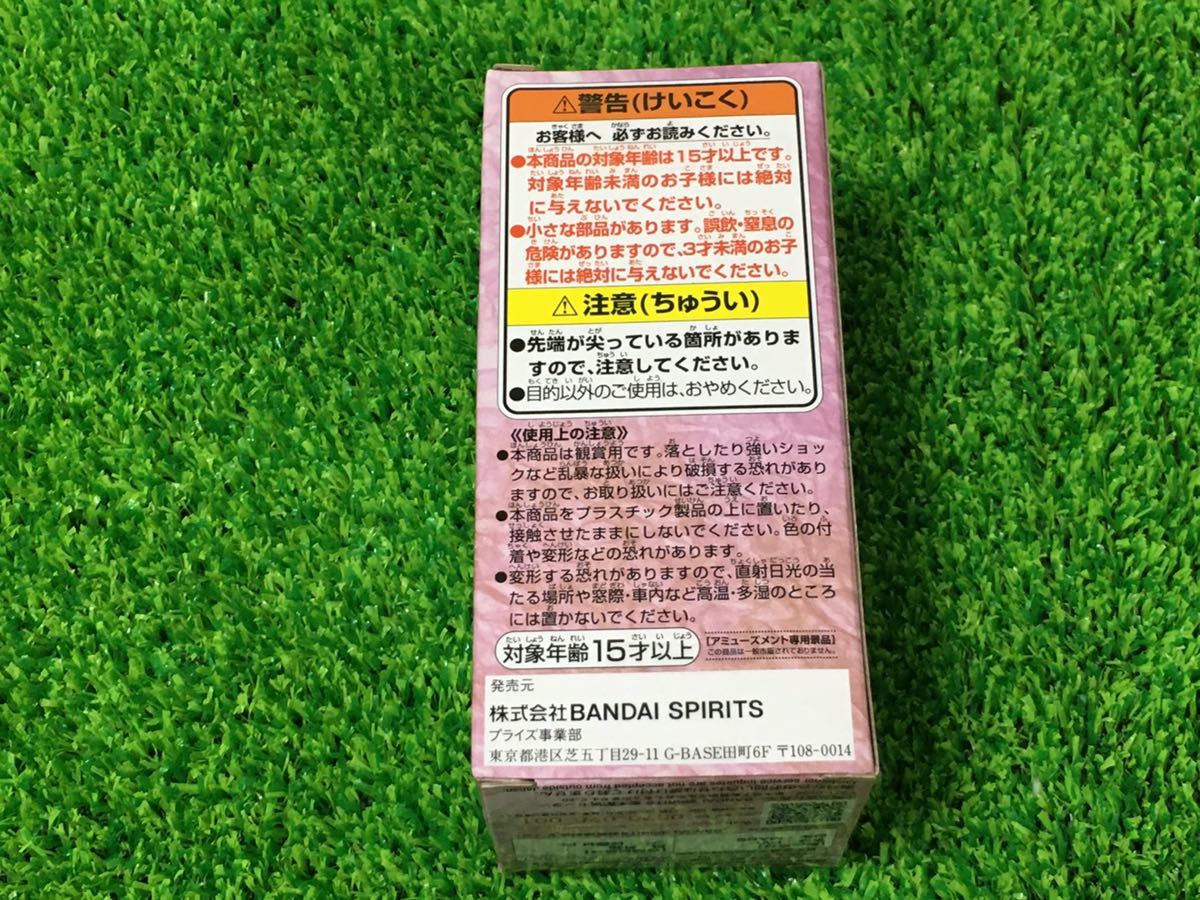 ⚠警告(けいこく)
お客様へ 必ずお読みください。
●本商品の対象年齢は15才以上です。
対象年齢未満のお子様には絶対
に与えないでください。
●小さな部品があります。誤飲・窒息の
危険がありますので、3才未満のお子
様には絶対に与えないでください。
⚠注意(ちゅうい)
●先端が尖っている箇所がありま
すので、注意してください。
●目的以外のご使用は、おやめください。
《使用上の注意》
●本商品は観賞用です。落としたり強いショッ
クなど乱暴な扱いにより破損する恐れがあり
ますので、お取り扱いにはご注意ください。
●本商品をプラスチック製品の上に置いたり、
接触させたままにしないでください。色の付
着や変形などの恐れがあります。
●変形する恐れがありますので、直射日光の当
たる場所や窓際・車内など高温・多湿のところ
には置かないでください。
対象年齢15才以上
[アミューズメント専用景品]
この商品は一般市販されておりません。
発売元
株式会社BANDAI SPIRITS
プライズ事業部
東京都港区芝五丁目29-11 G-BASE田町6F 〒108-0014